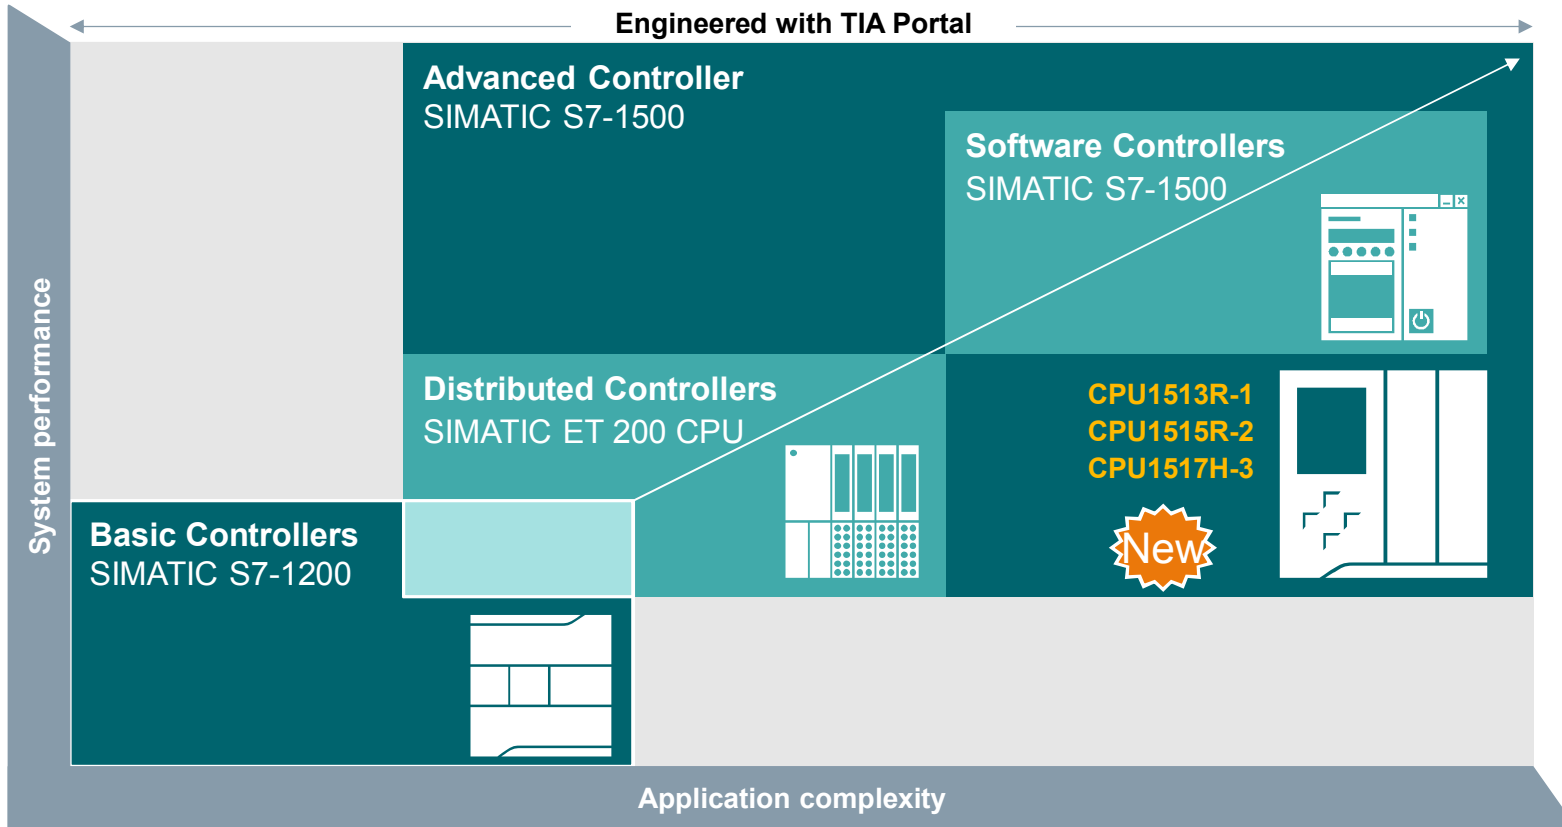 Engineered with TIA Portal
Advanced Controller
SIMATIC S7-1500
Software Controllers
SIMATIC S7-1500
System performance
Distributed Controllers
SIMATIC ET 200 CPU
CPU1513R-1
CPU1515R-2
CPU1517H-3
New
Basic Controllers
SIMATIC S7-1200
Application complexity